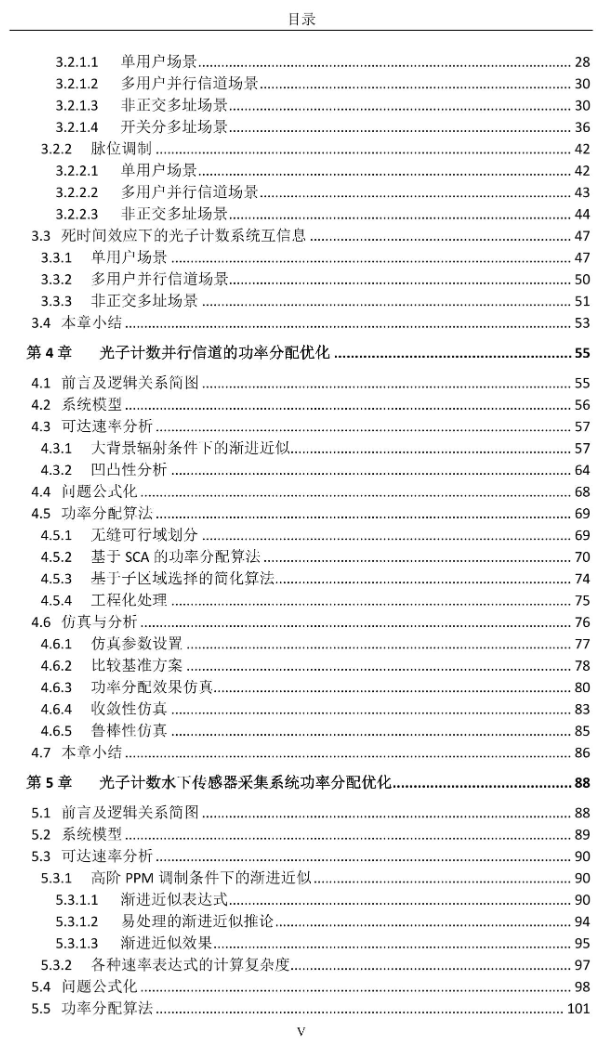 目录
3.2.1.1 单用户场景 28
3.2.1.2 多用户并行信道场景 30
3.2.1.3 非正交多址场景 30
3.2.1.4 开关分多址场景 36
3.2.2 脉位调制 42
3.2.2.1 单用户场景 42
3.2.2.2 多用户并行信道场景 43
3.2.2.3 非正交多址场景 44
3.3 死时间效应下的光子计数系统互信息 47
3.3.1 单用户场景 47
3.3.2 多用户并行信道场景 50
3.3.3 非正交多址场景 51
3.4 本章小结 53
第 4 章 光子计数并行信道的功率分配优化 55
4.1 前言及逻辑关系简图 55
4.2 系统模型 56
4.3 可达速率分析 57
4.3.1 大背景辐射条件下的渐进近似 57
4.3.2 凹凸性分析 64
4.4 问题公式化 68
4.5 功率分配算法 69
4.5.1 无缝可行域划分 69
4.5.2 基于 SCA 的功率分配算法 70
4.5.3 基于子区域选择的简化算法 74
4.5.4 工程化处理 75
4.6 仿真与分析 76
4.6.1 仿真参数设置 77
4.6.2 比较基准方案 78
4.6.3 功率分配效果仿真 80
4.6.4 收敛性仿真 83
4.6.5 鲁棒性仿真 85
4.7 本章小结 86
第 5 章 光子计数水下传感器采集系统功率分配优化 88
5.1 前言及逻辑关系简图 88
5.2 系统模型 89
5.3 可达速率分析 90
5.3.1 高阶 PPM 调制条件下的渐进近似 90
5.3.1.1 渐进近似表达式 90
5.3.1.2 易处理的渐进近似推论 94
5.3.1.3 渐进近似效果 95
5.3.2 各种速率表达式的计算复杂度 97
5.4 问题公式化 98
5.5 功率分配算法 101
V